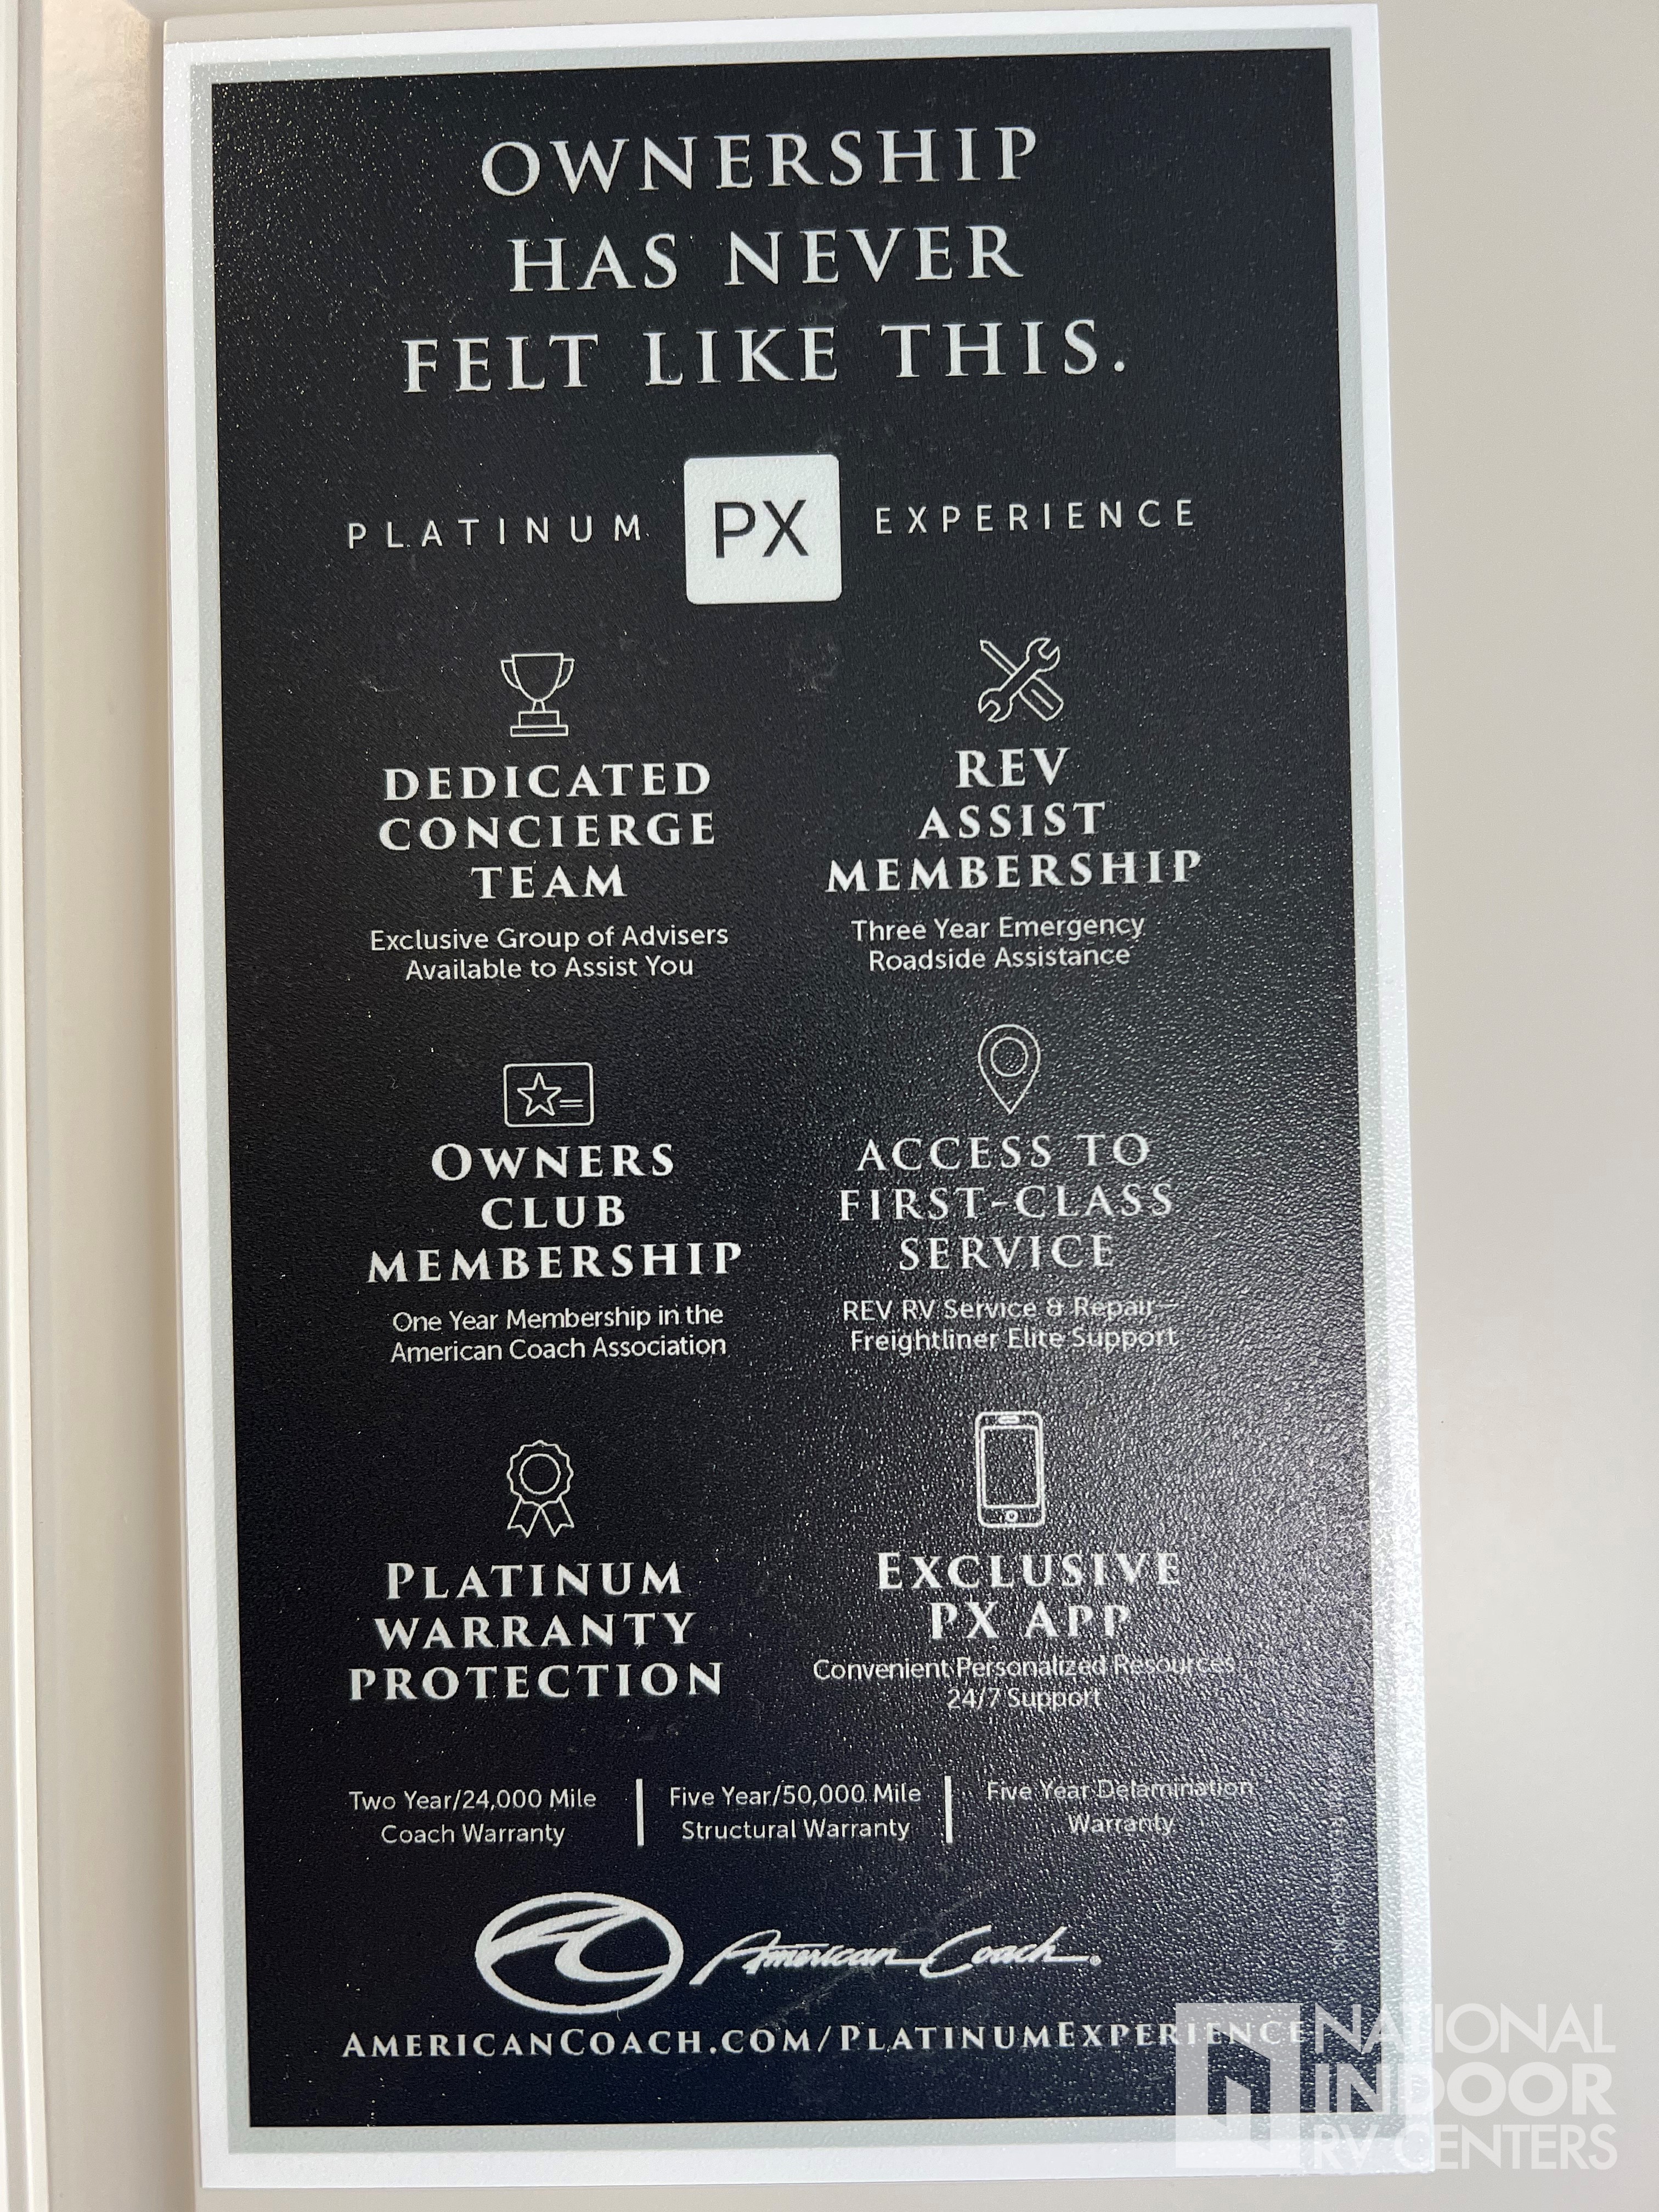 OWNERSHIP
HAS NEVER
FELT LIKE THIS.
PLATINUM PX EXPERIENCE
DEDICATED
CONCIERGE
TEAM
Exclusive Group of Advisers
Available to Assist You
REV
ASSIST
MEMBERSHIP
Three Year Emergency
Roadside Assistance
OWNERS
CLUB
MEMBERSHIP
One Year Membership in the
American Coach Association
ACCESS TO
FIRST-CLASS
SERVICE
REV RV Service & Repair
Freightliner Elite Support
PLATINUM
WARRANTY
PROTECTION
EXCLUSIVE
PX APP
Convenient Personalized Resources
24/7 Support
Two Year/24,000 Mile
Coach Warranty
Five Year/50,000 Mile
Structural Warranty
Five Year Delamination
Warranty
American Coach
AMERICANCOACH.COM/PLATINUMEXPERIENCE
NATIONAL
INDOOR
RV CENTERS